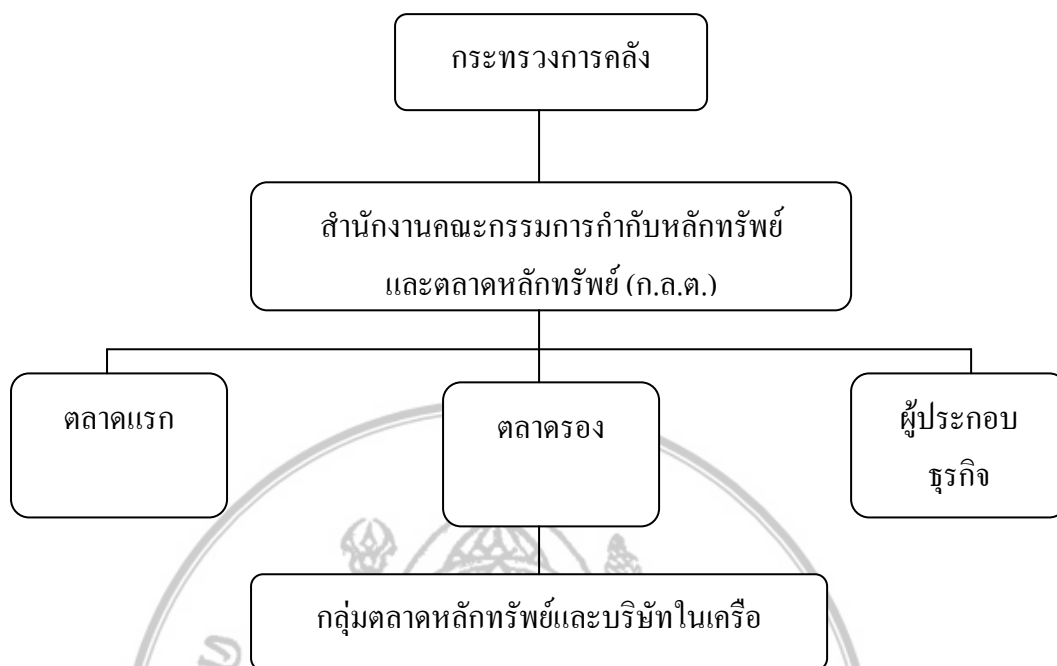 กระทรวงการคลัง
สำนักงานคณะกรรมการกำกับหลักทรัพย์
และตลาดหลักทรัพย์ (ก.ล.ต.)
ตลาดแรก
ตลาดรอง
ผู้ประกอบ
ธุรกิจ
กลุ่มตลาดหลักทรัพย์และบริษัทในเครือ